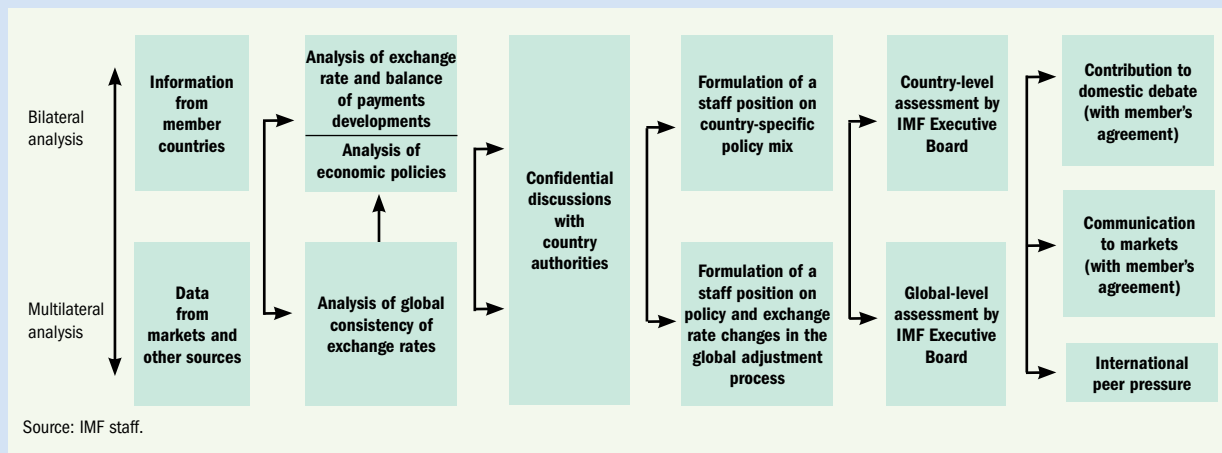 Bilateral
analysis
Multilateral
analysis
Information
from
member
countries
Data
from
markets and
other sources
Analysis of exchange
rate and balance
of payments
developments
Analysis of
economic policies
Analysis of global
consistency of
exchange rates
Confidential
discussions
with
country
authorities
Formulation of a
staff position on
country-specific
policy mix
Formulation of a
staff position on
policy and exchange
rate changes in the
global adjustment
process
Country-level
assessment by
IMF Executive
Board
Global-level
assessment by
IMF Executive
Board
Contribution to
domestic debate
(with member’s
agreement)
Communication
to markets
(with member’s
agreement)
International
peer pressure
Source: IMF staff.